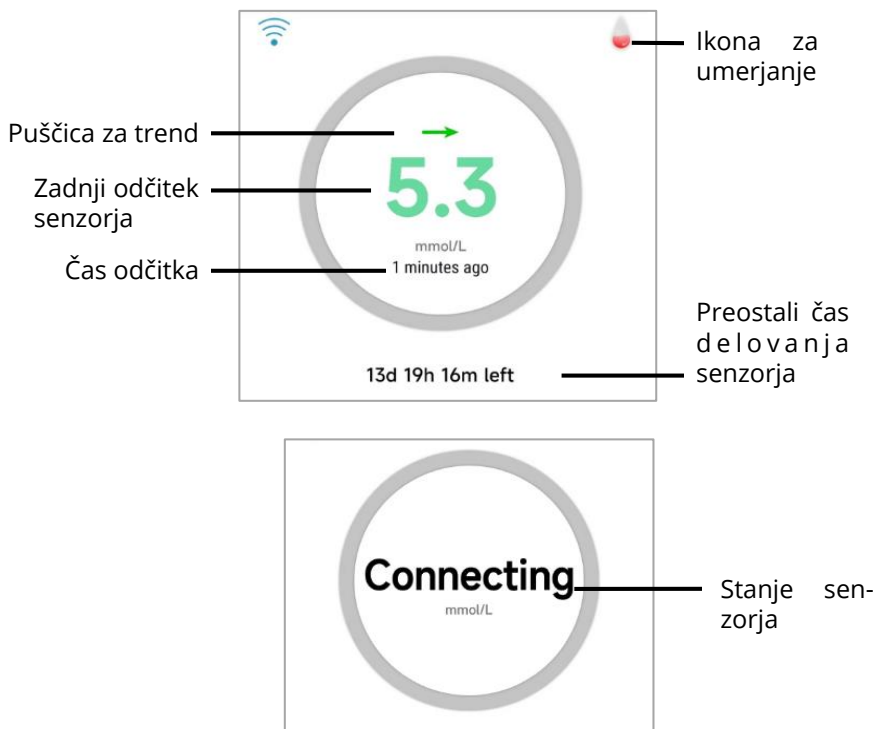 Ikona za
umerjanje
Puščica za trend
5.3
Zadnji odčitek
senzorja
mmol/L
Čas odčitka
1 minutes ago
Preostali čas
delovanja
senzorja
13d 19h 16m left
Connecting
mmol/L
Stanje sen-
zorja